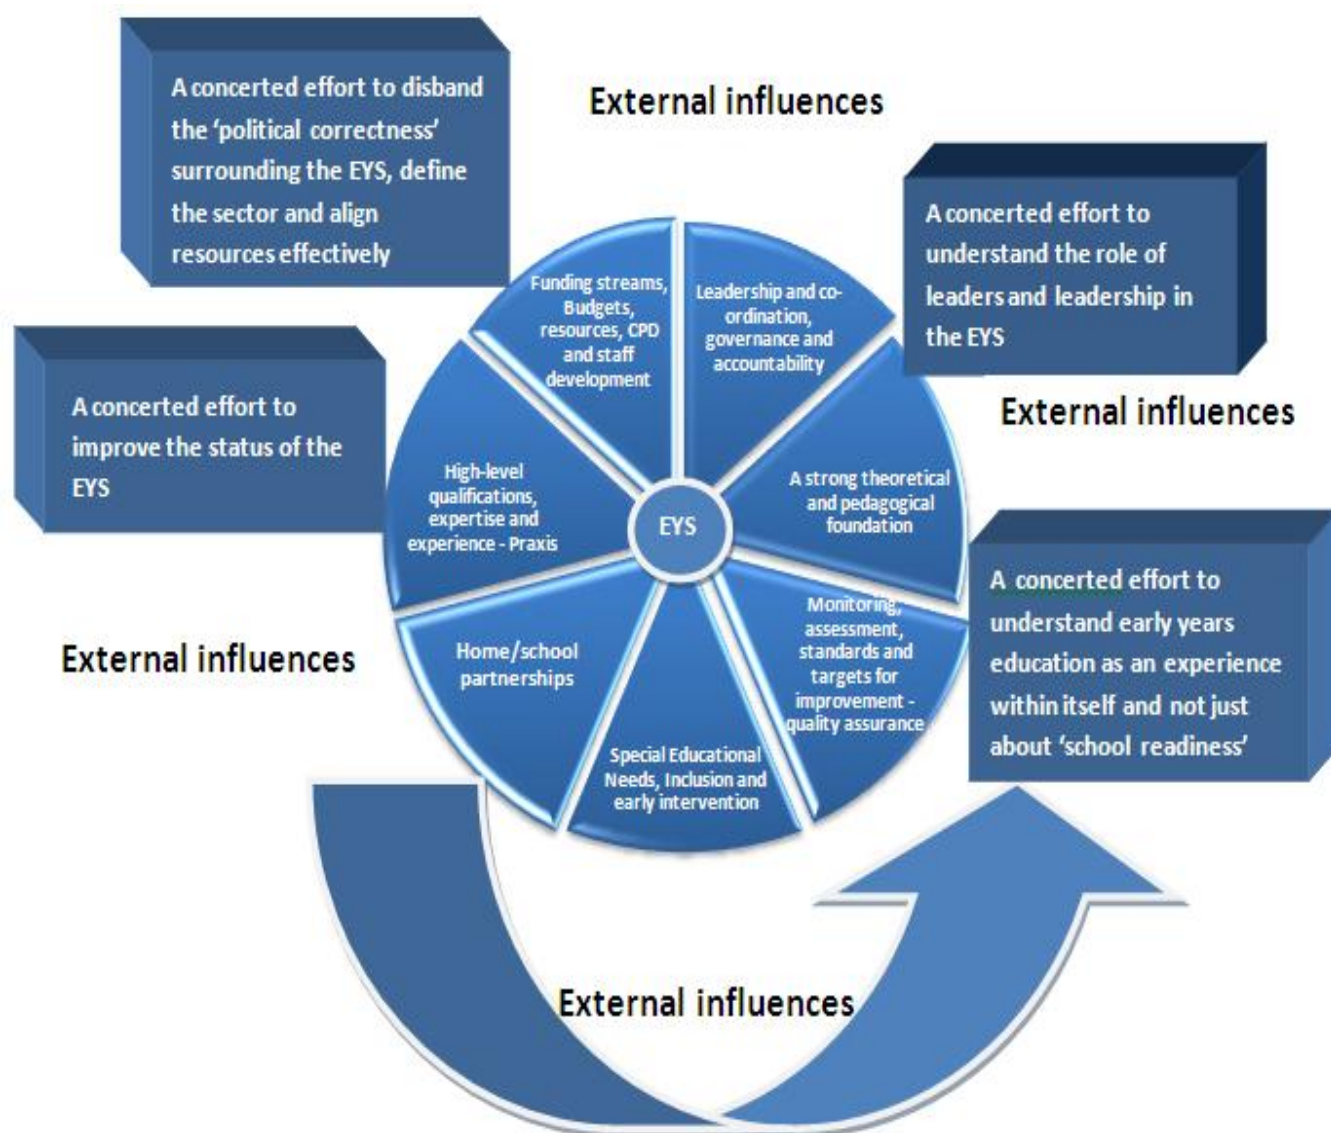 A concerted effort to disband
the ‘political correctness’
surrounding the EYS, define
the sector and align
resources effectively
External influences
A concerted effort to
understand the role of
leaders and leadership in
the EYS
Funding streams,
Budgets,
resources, CPD
and staff
development
Leadership and co-
ordination,
governance and
accountability
A concerted effort to
improve the status of the
EYS
External influences
High-level
qualifications,
expertise and
experience - Praxis
EYS
A strong theoretical
and pedagogical
foundation
A concerted effort to
understand early years
education as an experience
within itself and not just
about ‘school readiness’
External influences
Home/school
partnerships
Monitoring,
assessment,
standards and
targets for
improvement -
quality assurance
Special Educational
Needs, Inclusion and
early intervention
External influences